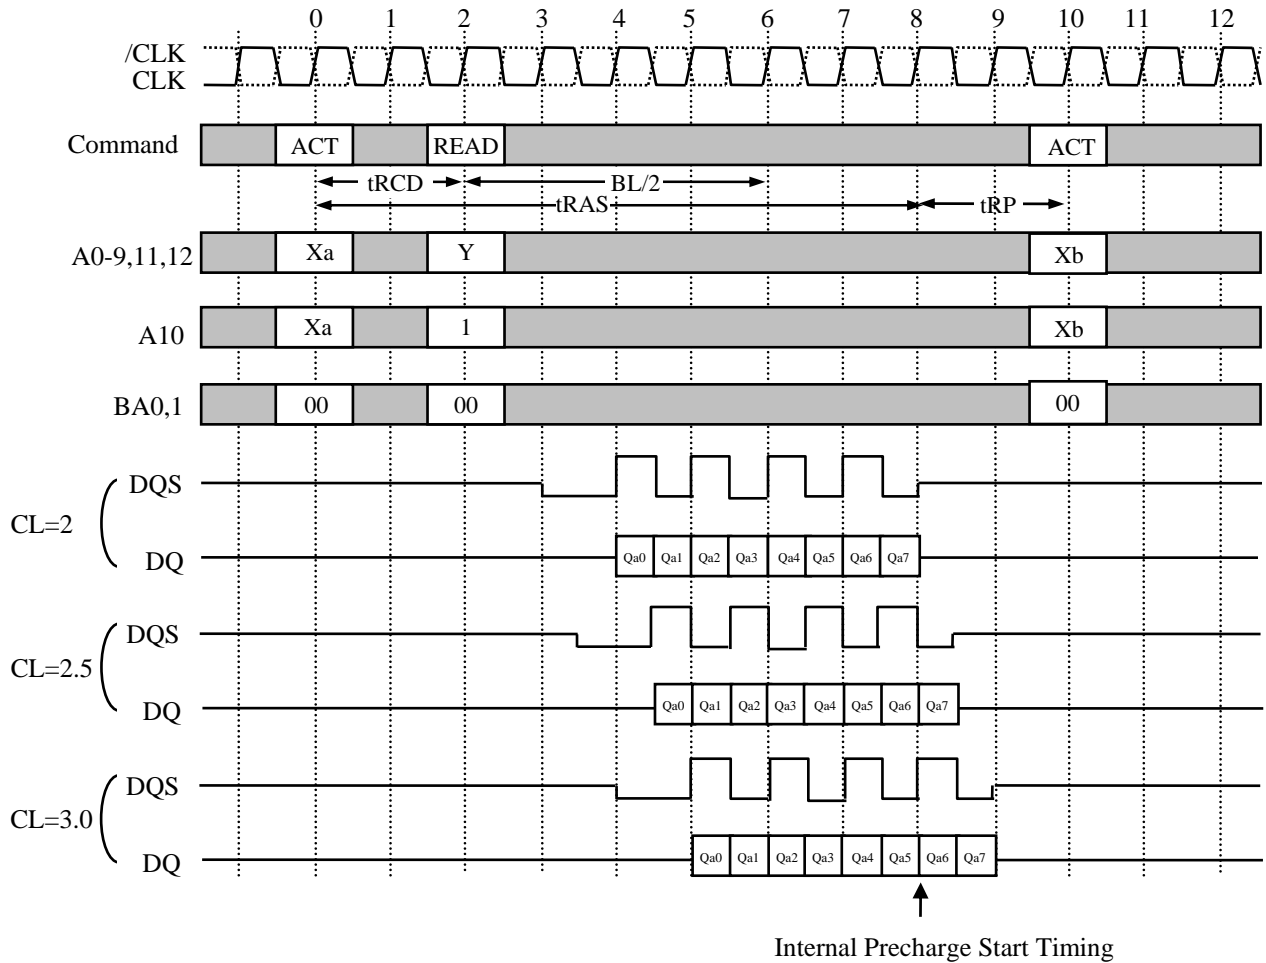 0 1 2 3 4 5 6 7 8 9 10 11 12
/CLK
CLK
Command ACT READ ACT
tRCD BL/2
tRAS tRP
A0-9,11,12 Xa Y Xb
A10 Xa 1 Xb
BA0,1 00 00 00
DQS
CL=2
DQ Qa0 Qa1 Qa2 Qa3 Qa4 Qa5 Qa6 Qa7
DQS
CL=2.5
DQ Qa0 Qa1 Qa2 Qa3 Qa4 Qa5 Qa6 Qa7
DQS
CL=3.0
DQ Qa0 Qa1 Qa2 Qa3 Qa4 Qa5 Qa6 Qa7
Internal Precharge Start Timing